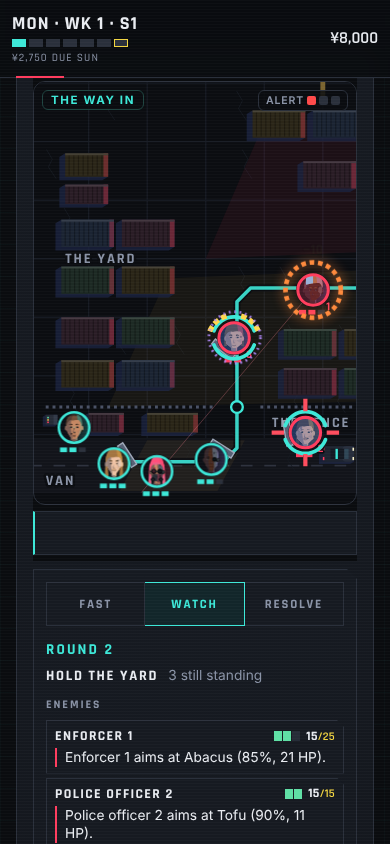 MON · WK 1 · S1
¥8,000
¥2,750 DUE SUN
THE WAY IN
ALERT
THE YARD
VAN
FAST
WATCH
RESOLVE
ROUND 2
HOLD THE YARD 3 still standing
ENEMIES
ENFORCER 1 15/25
Enforcer 1 aims at Abacus (85%, 21 HP).
POLICE OFFICER 2 15/15
Police officer 2 aims at Tofu (90%, 11
HP).